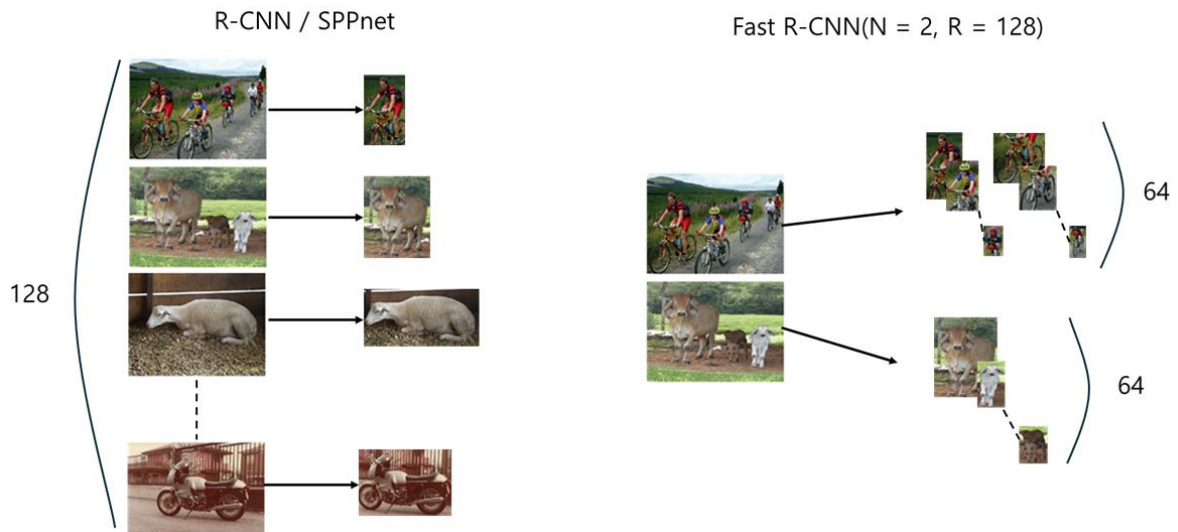 R-CNN / SPPnet
128
Fast R-CNN(N = 2, R = 128)
64
64